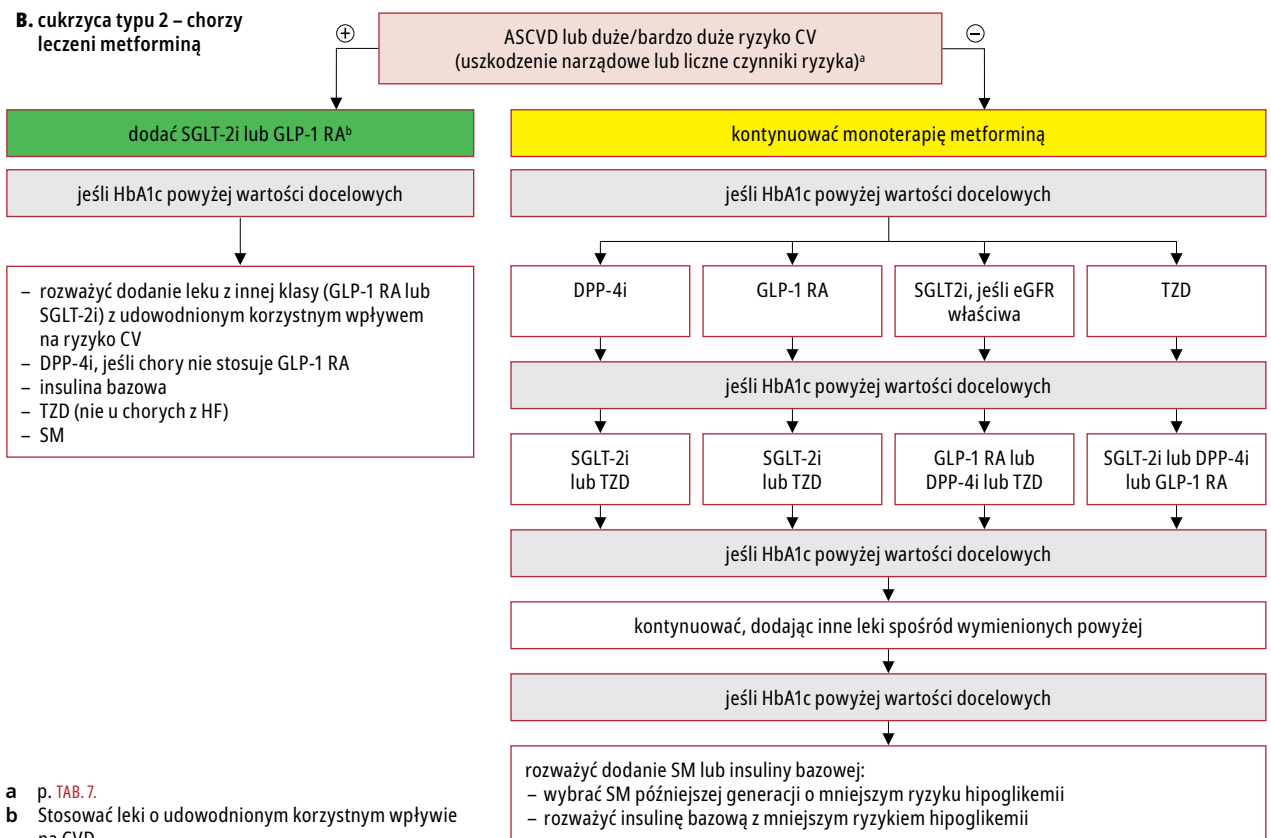 B. cukrzyca typu 2 – chorzy
leczeni metforminą
+
ASCVD lub duże/bardzo duże ryzyko CV
(uszkodzenie narządowe lub liczne czynniki ryzyka)ᵃ
−
dodać SGLT-2i lub GLP-1 RAᵇ
jeśli HbA1c powyżej wartości docelowych
– rozważyć dodanie leku z innej klasy (GLP-1 RA lub
SGLT-2i) z udowodnionym korzystnym wpływem
na ryzyko CV
– DPP-4i, jeśli chory nie stosuje GLP-1 RA
– insulina bazowa
– TZD (nie u chorych z HF)
– SM
kontynuować monoterapię metforminą
jeśli HbA1c powyżej wartości docelowych
DPP-4i
GLP-1 RA
SGLT2i, jeśli eGFR
właściwa
TZD
jeśli HbA1c powyżej wartości docelowych
SGLT-2i
lub TZD
SGLT-2i
lub TZD
GLP-1 RA lub
DPP-4i lub TZD
SGLT-2i lub DPP-4i
lub GLP-1 RA
jeśli HbA1c powyżej wartości docelowych
kontynuować, dodając inne leki spośród wymienionych powyżej
jeśli HbA1c powyżej wartości docelowych
rozważyć dodanie SM lub insuliny bazowej:
– wybrać SM późniejszej generacji o mniejszym ryzyku hipoglikemii
– rozważyć insulinę bazową z mniejszym ryzykiem hipoglikemii
a p. TAB. 7.
b Stosować leki o udowodnionym korzystnym wpływie
na CVD